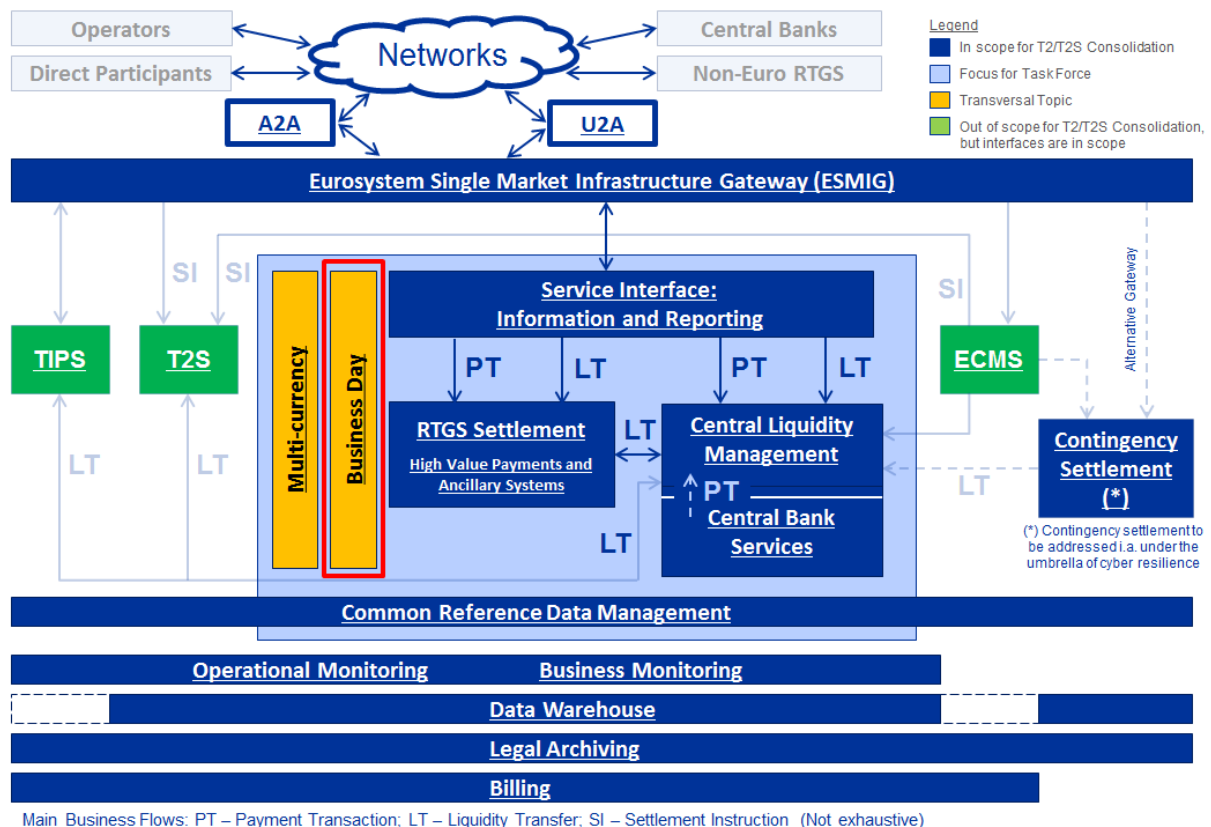 Operators
Direct Participants
Networks
Central Banks
Non-Euro RTGS
Legend
In scope for T2/T2S Consolidation
Focus for Task Force
Transversal Topic
Out of scope for T2/T2S Consolidation,
but interfaces are in scope
A2A
U2A
Eurosystem Single Market Infrastructure Gateway (ESMIG)
SI
SI
SI
Alternative Gateway
Multi-currency
Business Day
Service Interface:
Information and Reporting
PT
LT
PT
LT
TIPS
T2S
ECMS
RTGS Settlement
High Value Payments and
Ancillary Systems
LT
Central Liquidity
Management
PT
Central Bank
Services
Contingency
Settlement
(*)
LT
LT
LT
LT
(*) Contingency settlement to
be addressed i.a. under the
umbrella of cyber resilience
Common Reference Data Management
Operational Monitoring
Business Monitoring
Data Warehouse
Legal Archiving
Billing
Main Business Flows: PT – Payment Transaction; LT – Liquidity Transfer; SI – Settlement Instruction (Not exhaustive)